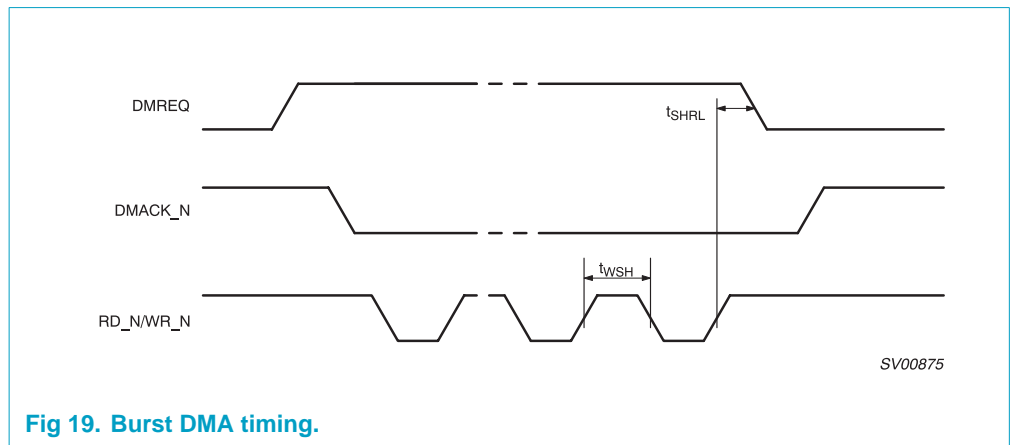 DMREQ
tSHRL
DMACK_N
tWSH
RD_N/WR_N
SV00875
Fig 19. Burst DMA timing.